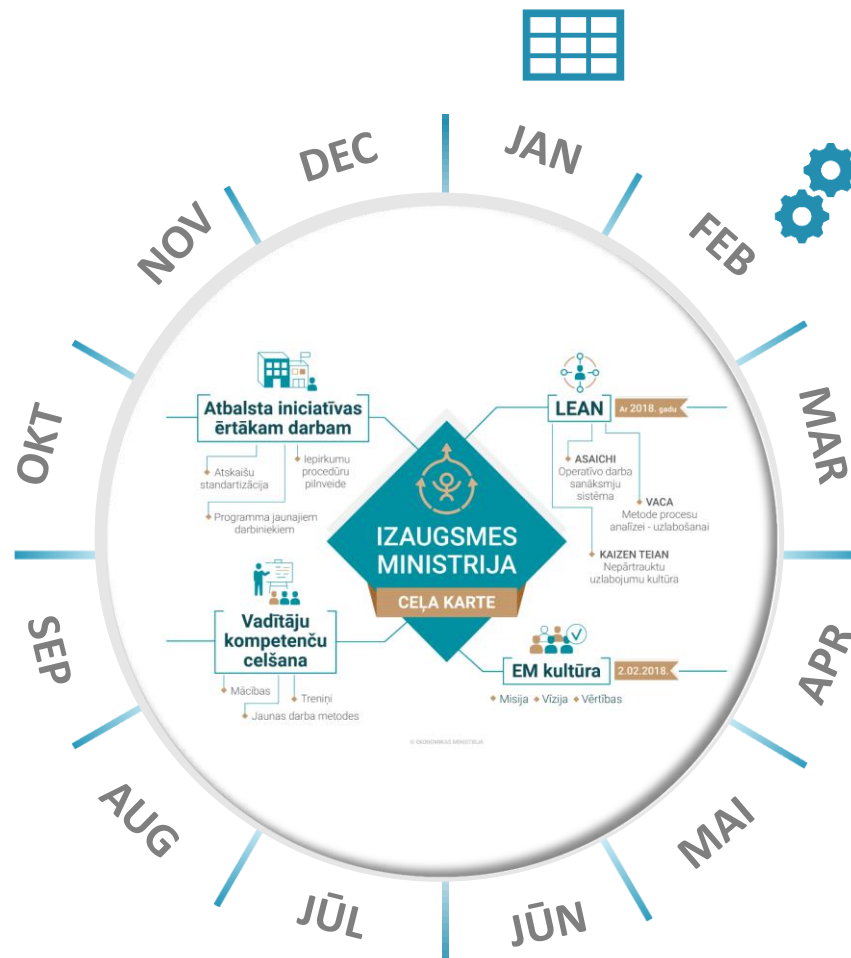 DEC
JAN
NOV
FEB
OKT
MAR
SEP
APR
AUG
MAI
JŪL
JŪN
Atbalsta iniciatīvas
ērtākam darbam
Atskaišu
standartizācija
Iepirkumu
procedūru
pilnveide
Programma jaunajiem
darbiniekiem
LEAN
Ar 2018. gadu
ASAICHI
Operatīvo darba
sanāksmju
sistēma
VACA
Metode procesu
analīzei - uzlabošanai
KAIZEN TEIAN
Nepārtrauktu
uzlabojumu kultūra
IZAUGSMES
MINISTRIJA
CEĻA KARTE
Vadītāju
kompetenču
celšana
Mācības
Treniņi
Jaunas darba metodes
EM kultūra
2.02.2018.
Misija Vīzija Vērtības
© EKONOMIKAS MINISTRIJA